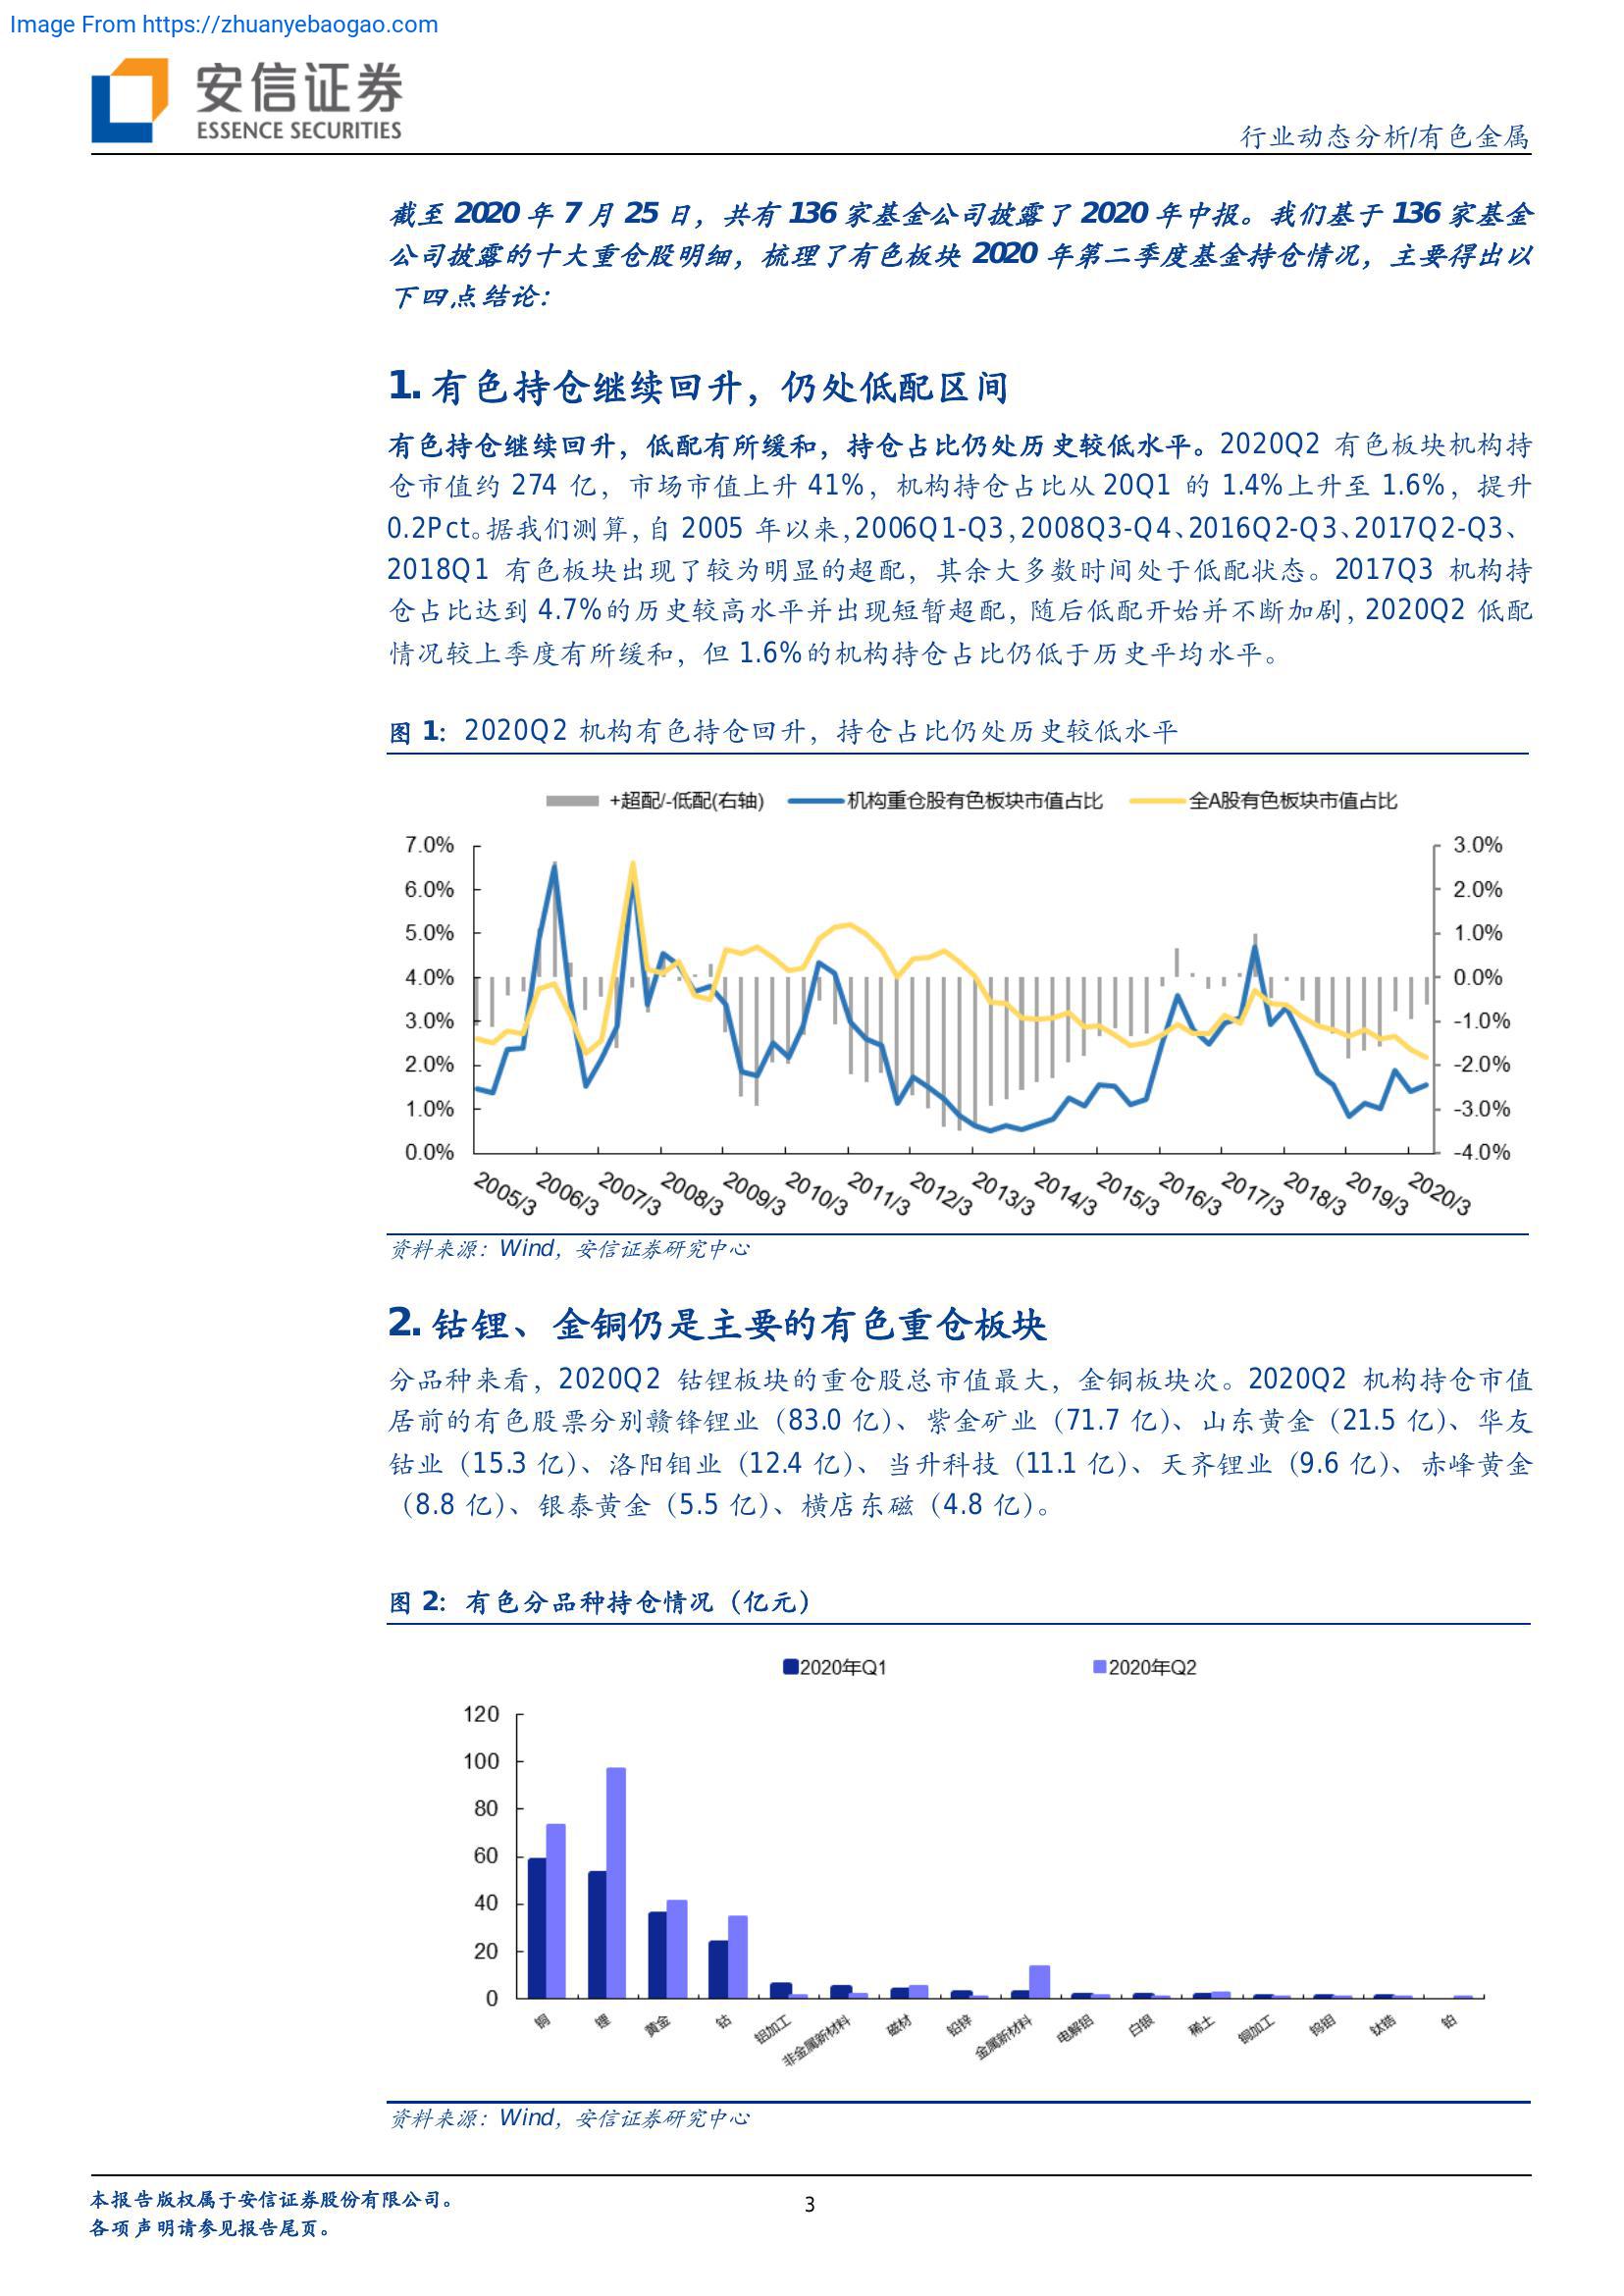 Image From https://zhuanyebaogao.com
安信证券
ESSENCE SECURITIES
行业动态分析/有色金属
截至 2020 年 7 月 25 日，共有 136 家基金公司披露了 2020 年中报。我们基于 136 家基金
公司披露的十大重仓股明细，梳理了有色板块 2020 年第二季度基金持仓情况，主要得出以
下四点结论：
1. 有色持仓继续回升，仍处低配区间
有色持仓继续回升，低配有所缓和，持仓占比仍处历史较低水平。2020Q2 有色板块机构持
仓市值约 274 亿，市场市值上升 41%，机构持仓占比从 20Q1 的 1.4%上升至 1.6%，提升
0.2Pct。据我们测算，自 2005 年以来，2006Q1-Q3，2008Q3-Q4、2016Q2-Q3、2017Q2-Q3、
2018Q1 有色板块出现了较为明显的超配，其余大多数时间处于低配状态。2017Q3 机构持
仓占比达到 4.7%的历史较高水平并出现短暂超配，随后低配开始并不断加剧，2020Q2 低配
情况较上季度有所缓和，但 1.6%的机构持仓占比仍低于历史平均水平。
图 1：2020Q2 机构有色持仓回升，持仓占比仍处历史较低水平
+超配/-低配(右轴) 机构重仓股有色板块市值占比 全A股有色板块市值占比
7.0% 3.0%
6.0% 2.0%
5.0% 1.0%
4.0% 0.0%
3.0% -1.0%
2.0% -2.0%
1.0% -3.0%
0.0% -4.0%
2005/3 2006/3 2007/3 2008/3 2009/3 2010/3 2011/3 2012/3 2013/3 2014/3 2015/3 2016/3 2017/3 2018/3 2019/3 2020/3
资料来源：Wind，安信证券研究中心
2. 钴锂、金铜仍是主要的有色重仓板块
分品种来看，2020Q2 钴锂板块的重仓股总市值最大，金铜板块次。2020Q2 机构持仓市值
居前的有色股票分别赣锋锂业（83.0 亿）、紫金矿业（71.7 亿）、山东黄金（21.5 亿）、华友
钴业（15.3 亿）、洛阳钼业（12.4 亿）、当升科技（11.1 亿）、天齐锂业（9.6 亿）、赤峰黄金
（8.8 亿）、银泰黄金（5.5 亿）、横店东磁（4.8 亿）。
图 2：有色分品种持仓情况（亿元）
2020年Q1 2020年Q2
120
100
80
60
40
20
0
铜 锂 黄金 钴 铝加工 非金属新材料 磁材 铅锌 金属新材料 电解铝 白银 稀土 铜加工 钨钼 钛锆 铂
资料来源：Wind，安信证券研究中心
本报告版权属于安信证券股份有限公司。
各项声明请参见报告尾页。
3